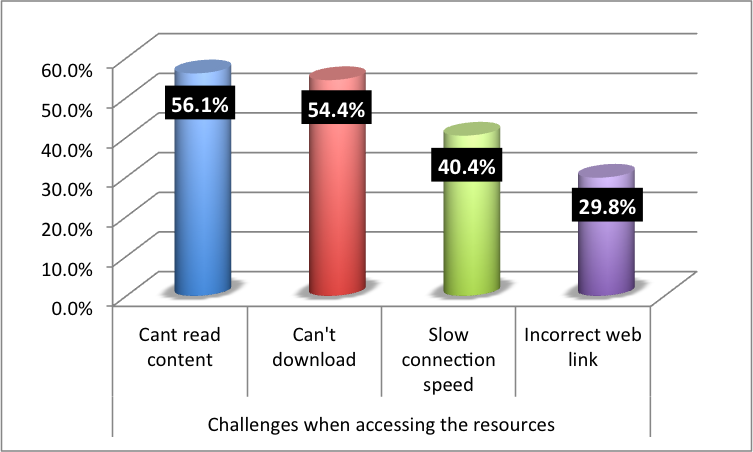 60.0%
50.0%
40.0%
30.0%
20.0%
10.0%
0.0%
56.1%
54.4%
40.4%
29.8%
Cant read
content
Can't
download
Slow
connection
speed
Incorrect web
link
Challenges when accessing the resources